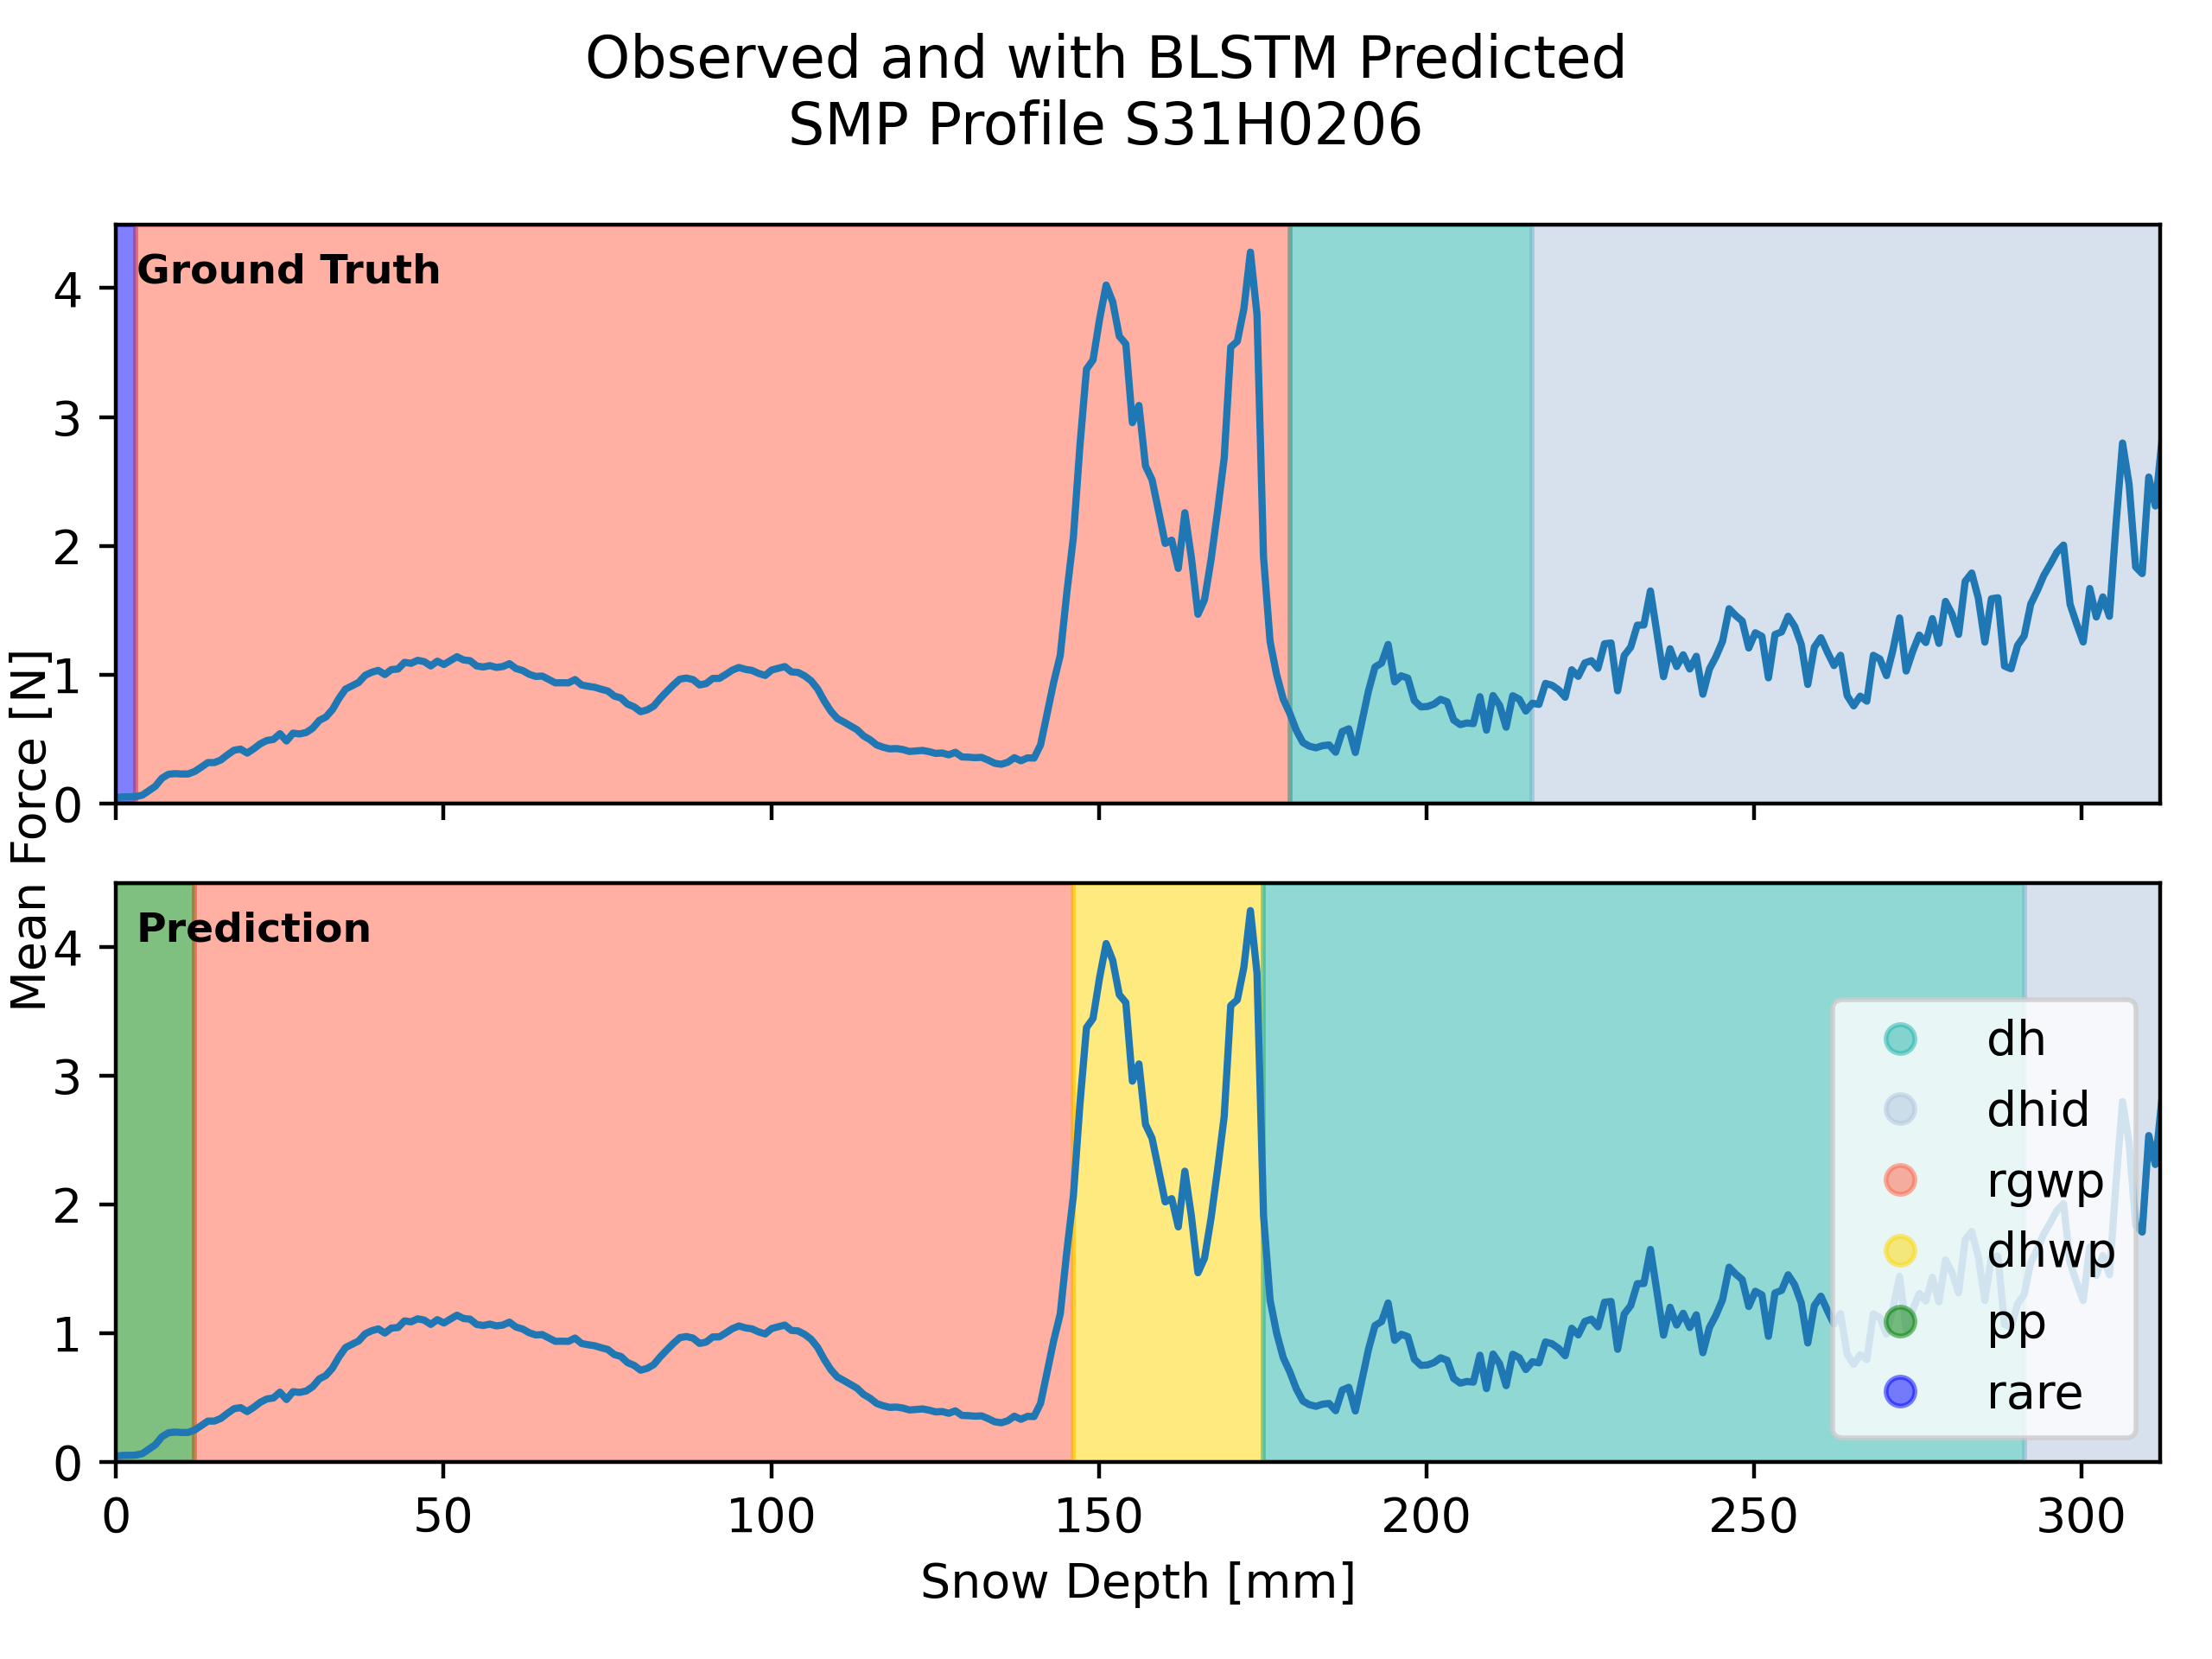 Observed and with BLSTM Predicted
SMP Profile S31H0206
Ground Truth
4
3
2
1
0
Mean Force [N]
Prediction
4
3
2
1
0
dh
dhid
rgwp
dhwp
pp
rare
0 50 100 150 200 250 300
Snow Depth [mm]